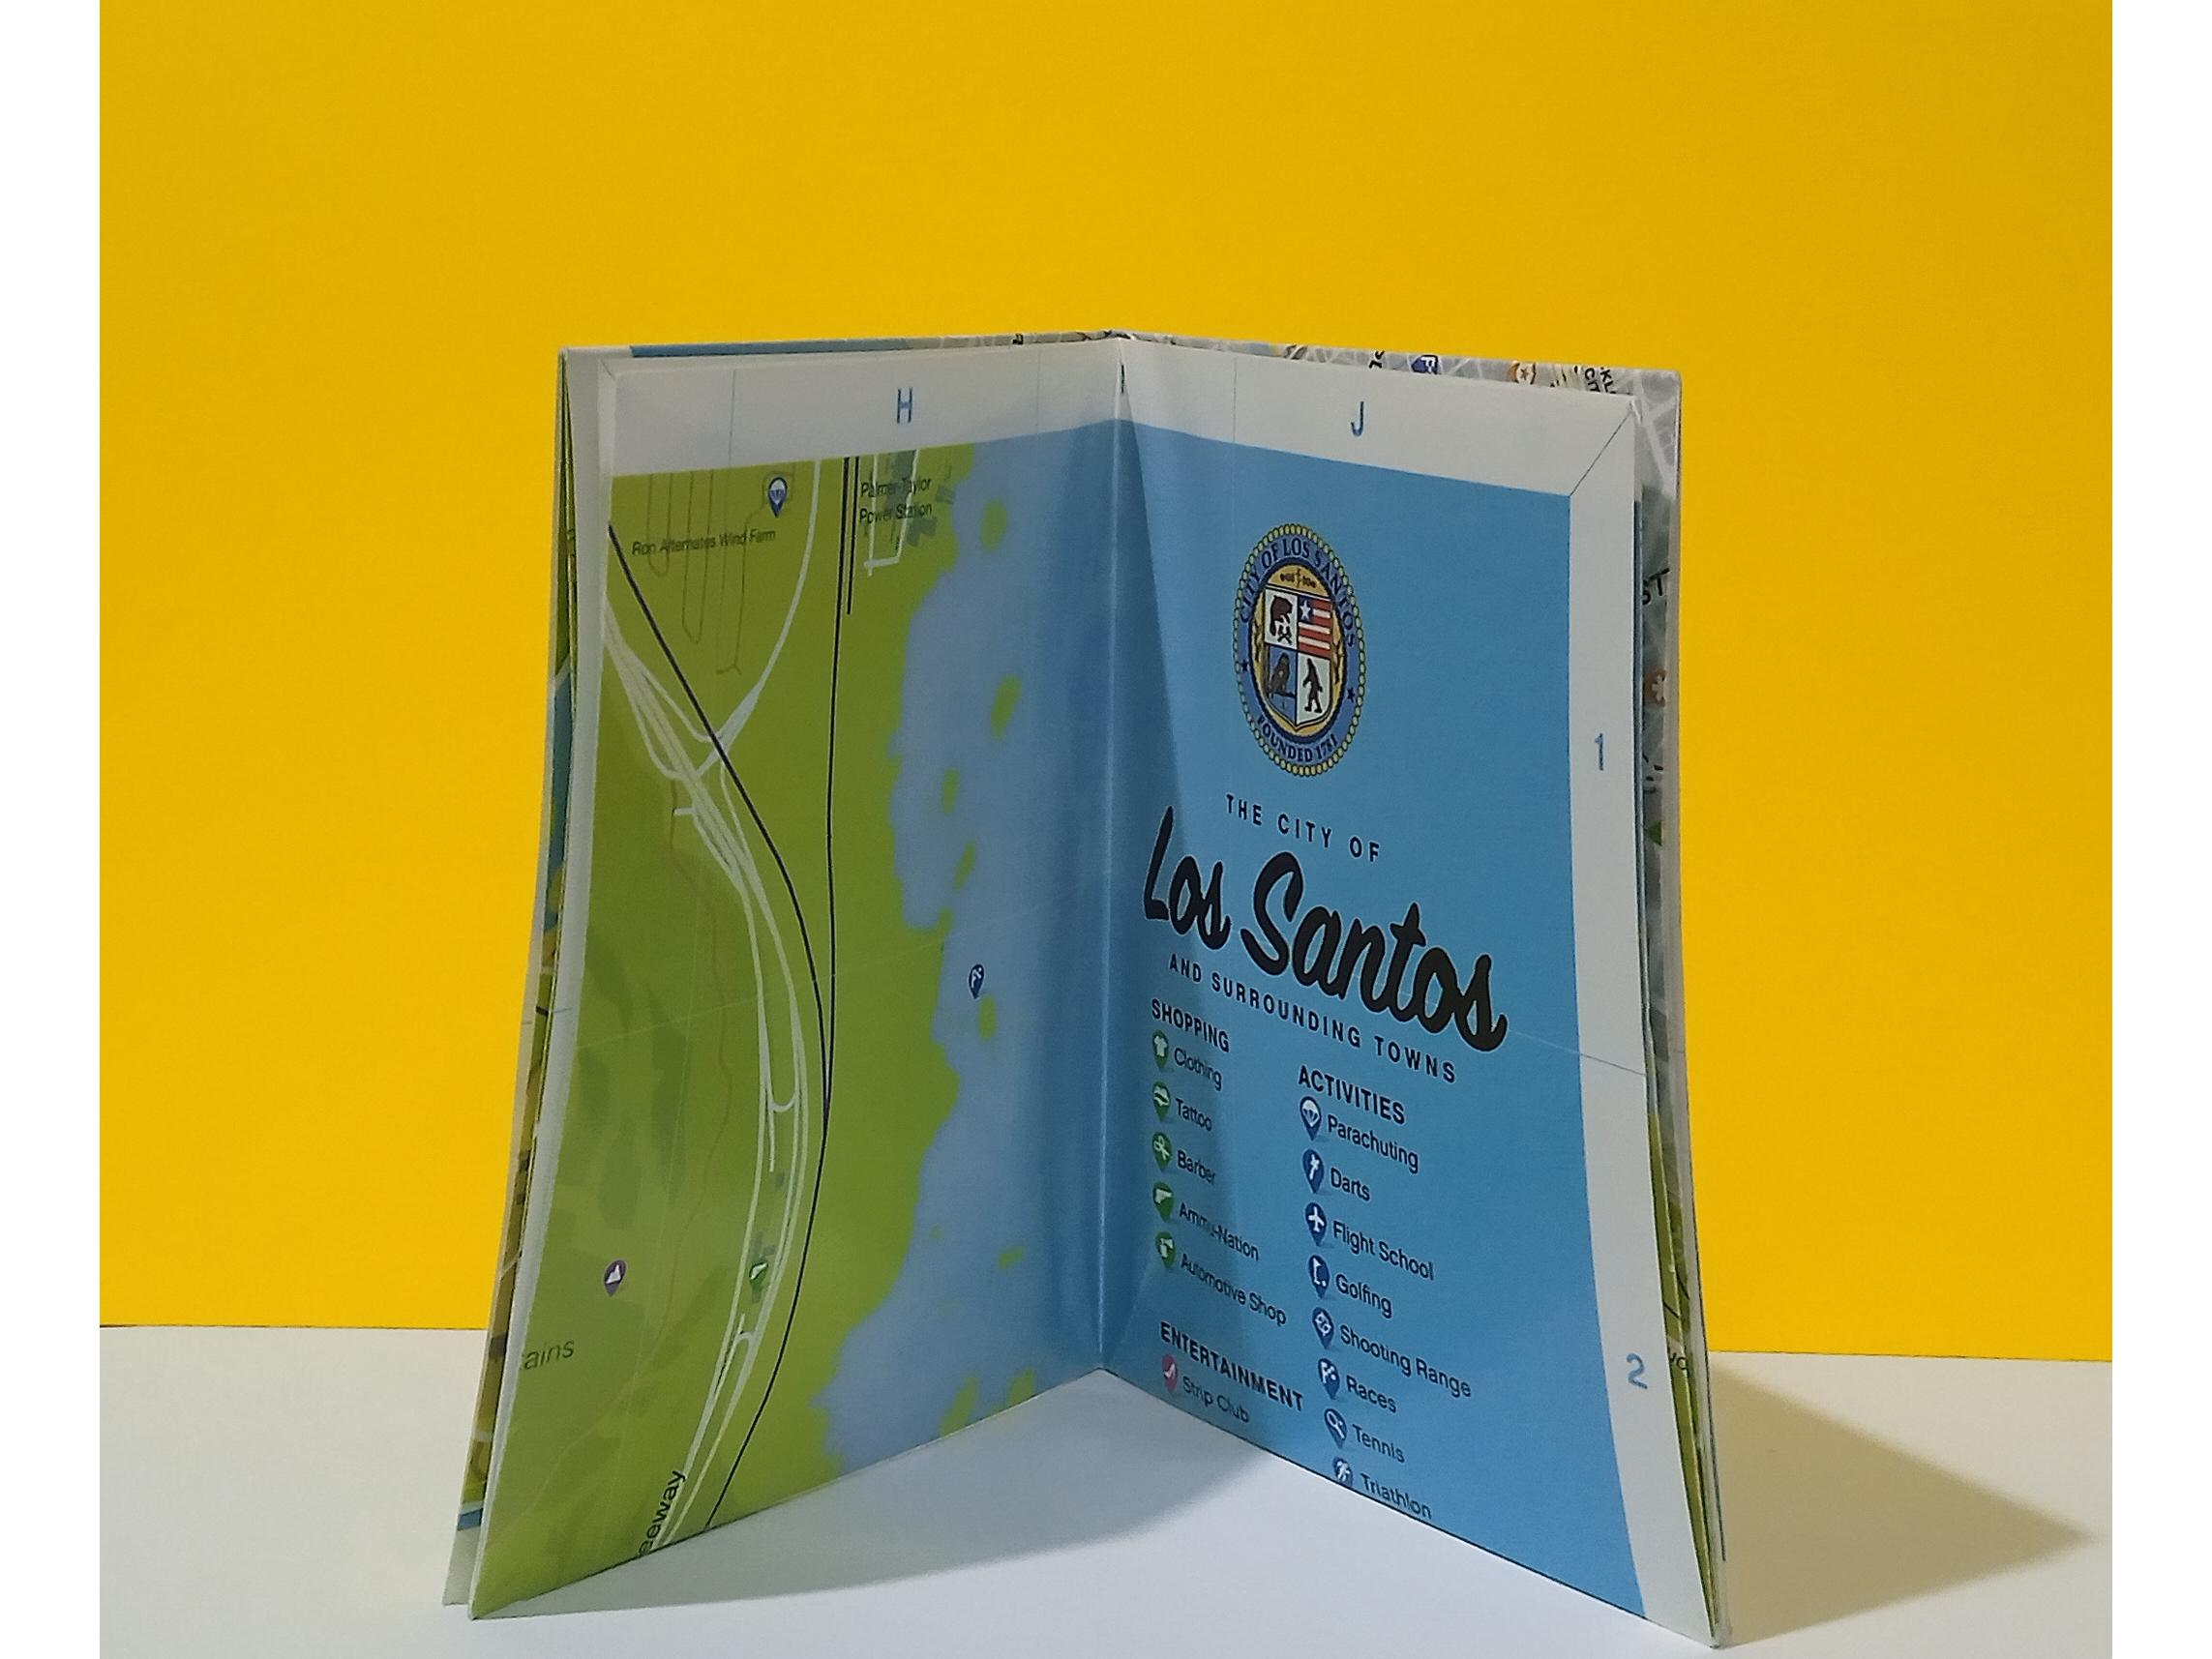 H
J
Palmer-Taylor
Power Station
Ron Alternates Wind Farm
CITY OF LOS SANTOS
FOUNDED 1781
1
THE CITY OF
Los Santos
AND SURROUNDING TOWNS
SHOPPING
Clothing
Tattoo
Barber
Ammu-Nation
Automotive Shop
ENTERTAINMENT
Strip Club
ACTIVITIES
Parachuting
Darts
Flight School
Golfing
Shooting Range
Races
Tennis
Triathlon
2
ains
eeway